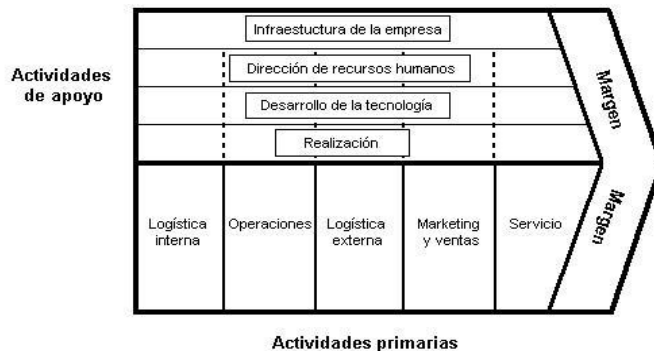 Infraestuctura de la empresa
Actividades
de apoyo
Dirección de recursos humanos
Desarrollo de la tecnología
Realización
Margen
Margen
Logística
interna
Operaciones
Logística
externa
Marketing
y ventas
Servicio
Actividades primarias